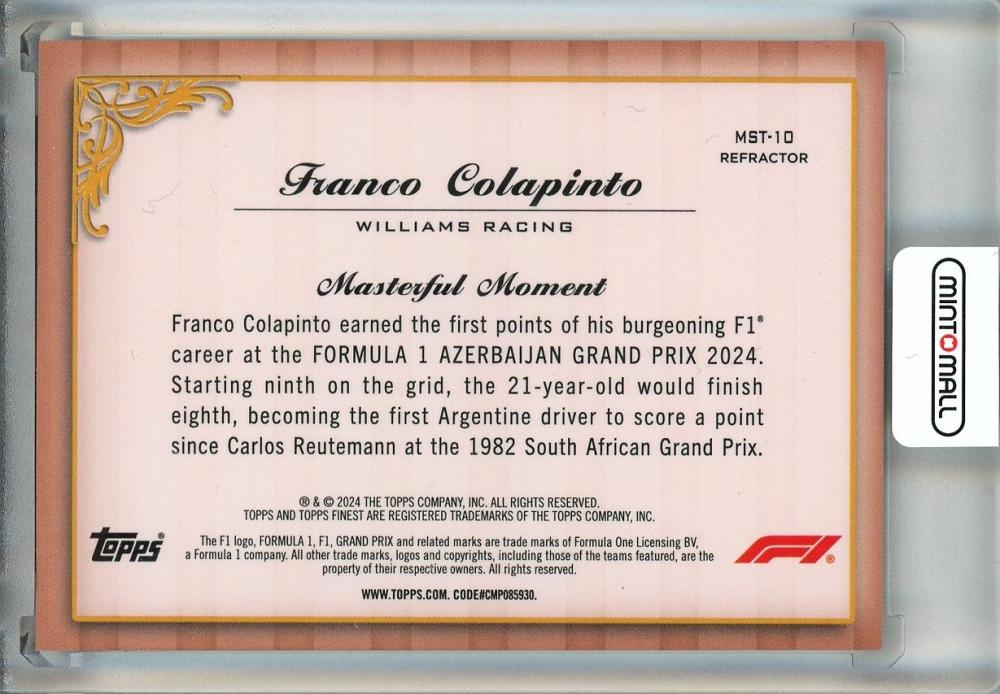 MST-10
REFRACTOR
Franco Colapinto
WILLIAMS RACING
Masterful Moment
Franco Colapinto earned the first points of his burgeoning F1®
career at the FORMULA 1 AZERBAIJAN GRAND PRIX 2024.
Starting ninth on the grid, the 21-year-old would finish
eighth, becoming the first Argentine driver to score a point
since Carlos Reutemann at the 1982 South African Grand Prix.
® & © 2024 THE TOPPS COMPANY, INC. ALL RIGHTS RESERVED.
TOPPS AND TOPPS FINEST ARE REGISTERED TRADEMARKS OF THE TOPPS COMPANY, INC.
The F1 logo, FORMULA 1, F1, GRAND PRIX and related marks are trade marks of Formula One Licensing BV,
a Formula 1 company. All other trade marks, logos and copyrights, including those of the teams featured, are the
property of their respective owners. All rights reserved.
WWW.TOPPS.COM. CODE#CMP085930.
topps®
F1®
MINTOMALL